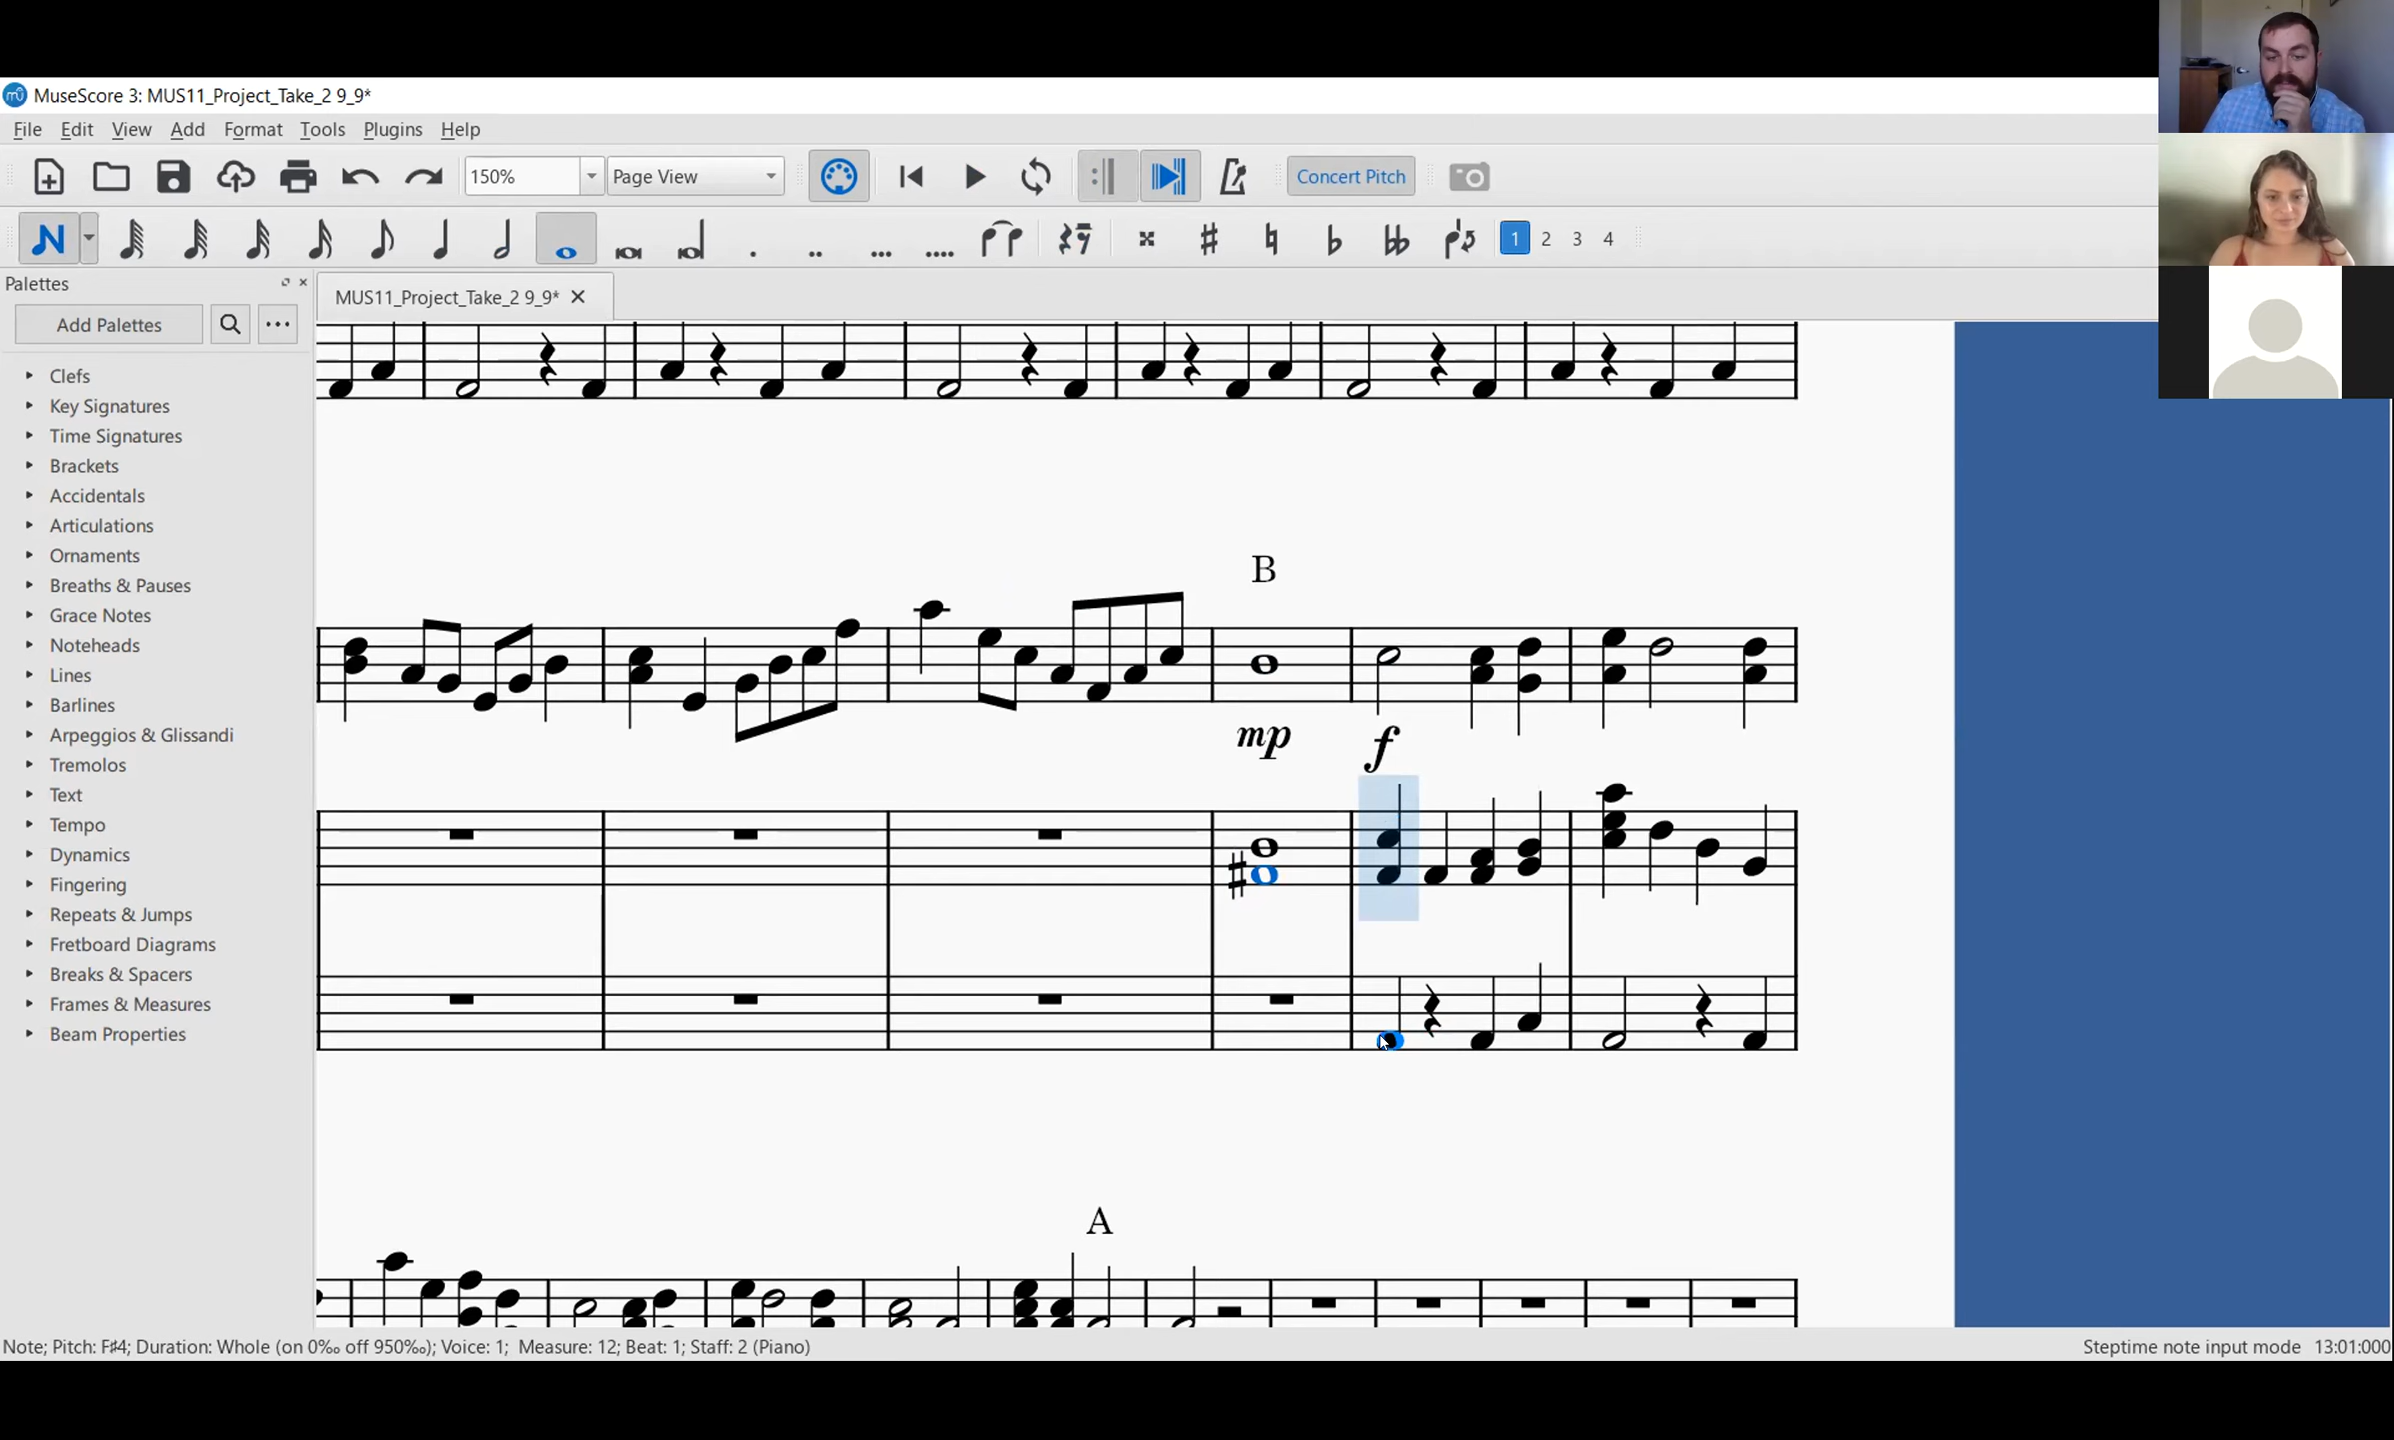 MuseScore 3: MUS11_Project_Take_2 9_9*
File Edit View Add Format Tools Plugins Help
150% Page View Concert Pitch
1 2 3 4
Palettes
MUS11_Project_Take_2 9_9*
Add Palettes
Clefs
Key Signatures
Time Signatures
Brackets
Accidentals
Articulations
Ornaments
Breaths & Pauses
Grace Notes
Noteheads
Lines
Barlines
Arpeggios & Glissandi
Tremolos
Text
Tempo
Dynamics
Fingering
Repeats & Jumps
Fretboard Diagrams
Breaks & Spacers
Frames & Measures
Beam Properties
B
mp f
A
Note; Pitch: F♯4; Duration: Whole (on 0‰ off 950‰); Voice: 1; Measure: 12; Beat: 1; Staff: 2 (Piano)
Steptime note input mode 13:01:000